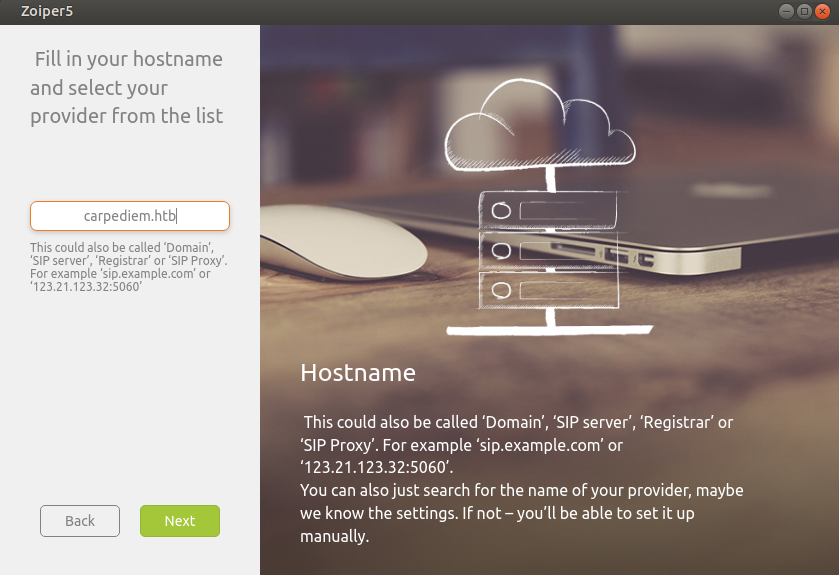 Zoiper5
Fill in your hostname
and select your
provider from the list
carpediem.htb
This could also be called ‘Domain’,
‘SIP server’, ‘Registrar’ or ‘SIP Proxy’.
For example ‘sip.example.com’ or
‘123.21.123.32:5060’
Back
Next
Hostname
This could also be called ‘Domain’, ‘SIP server’, ‘Registrar’ or
‘SIP Proxy’. For example ‘sip.example.com’ or
‘123.21.123.32:5060’.
You can also just search for the name of your provider, maybe
we know the settings. If not – you’ll be able to set it up
manually.